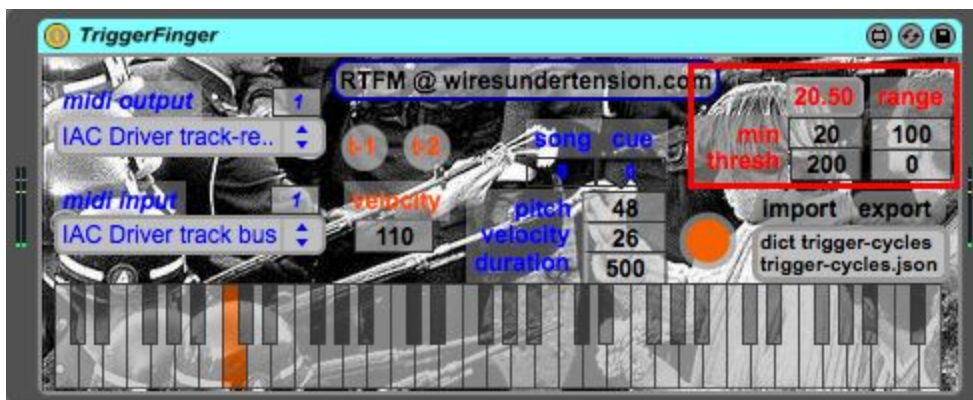 TriggerFinger
RTFM @ wiresundertension.com
midi output 1
IAC Driver track-re..
t-1 t-2
song cue
0 0
20.50 range
min 20 100
thresh 200 0
midi input 1
IAC Driver track bus
velocity
110
pitch 48
velocity 26
duration 500
import export
dict trigger-cycles
trigger-cycles.json